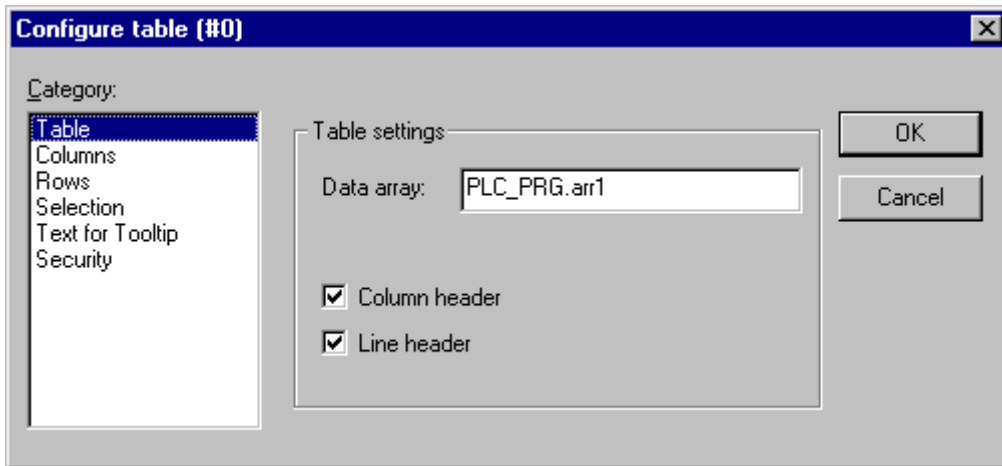 Configure table (#0)
Category:
Table
Columns
Rows
Selection
Text for Tooltip
Security
Table settings
Data array: PLC_PRG.arr1
Column header
Line header
OK
Cancel